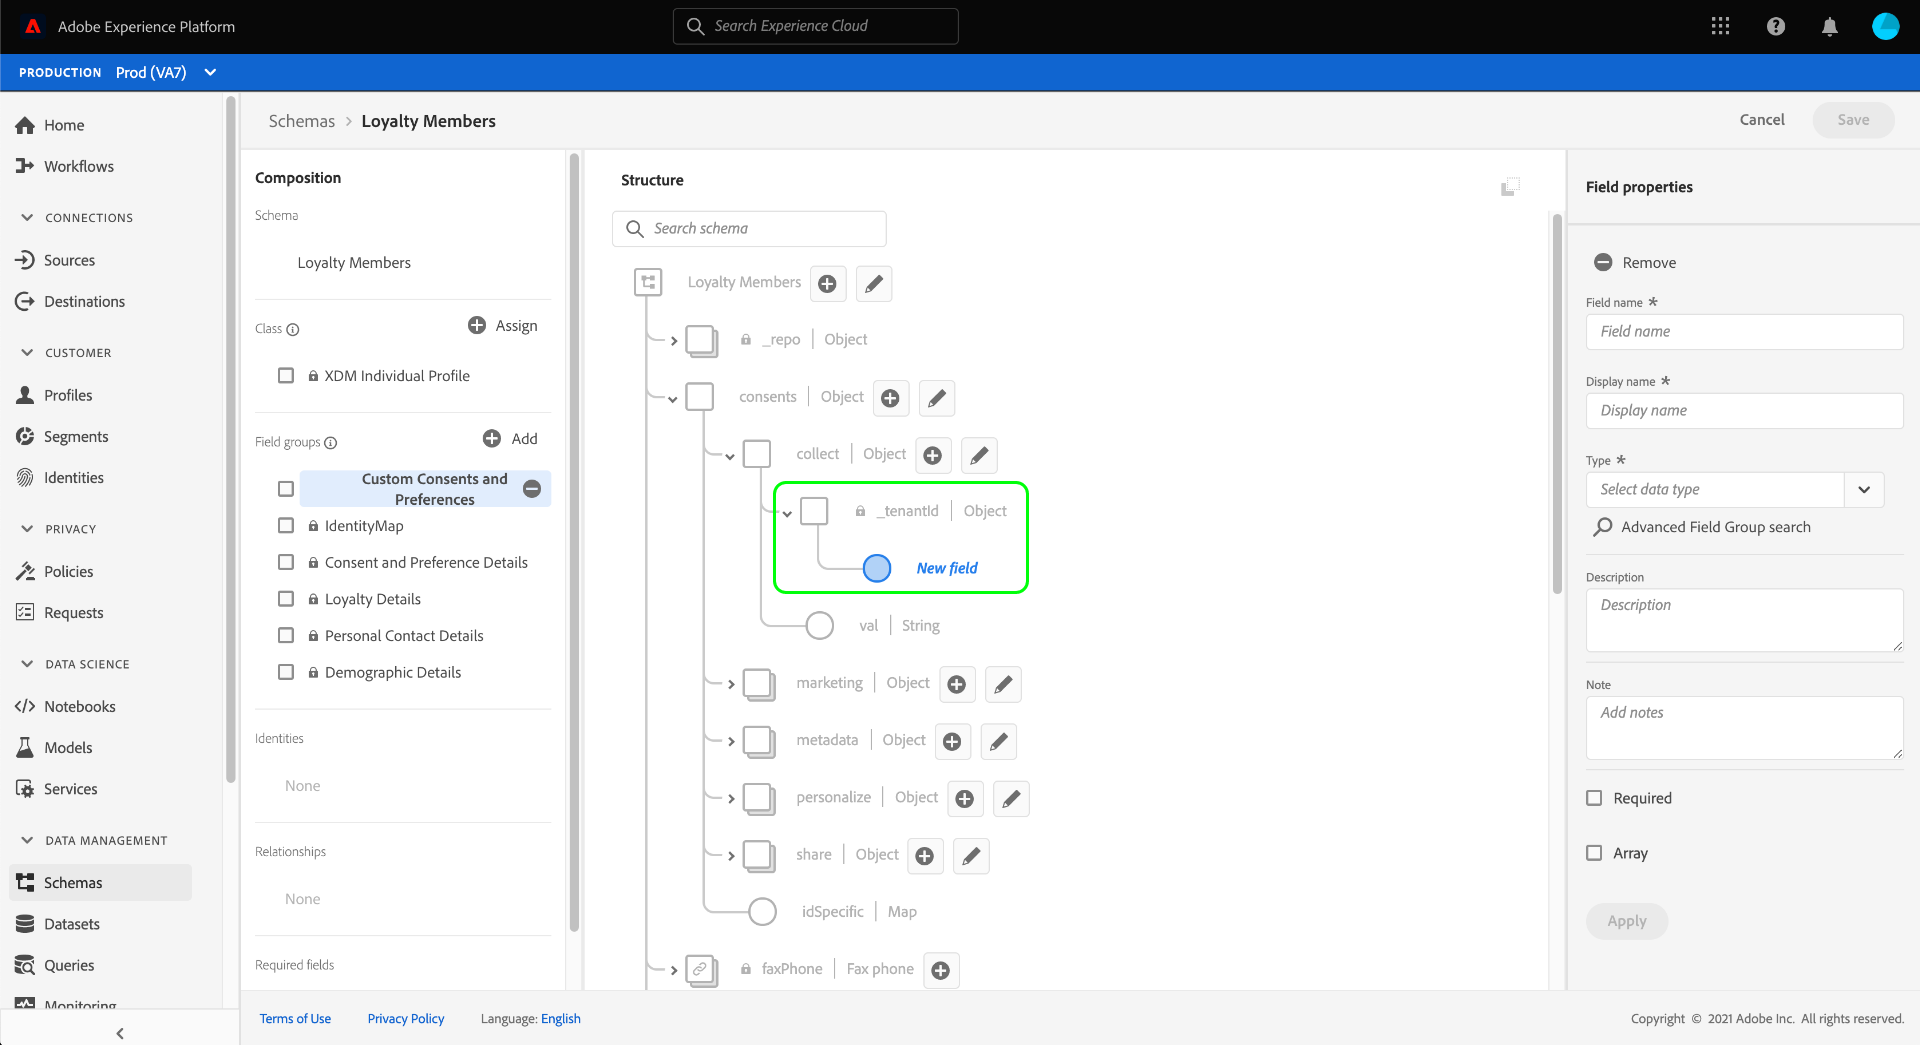 Adobe Experience Platform
Search Experience Cloud
PRODUCTION Prod (VA7)
Home
Workflows
CONNECTIONS
Sources
Destinations
CUSTOMER
Profiles
Segments
Identities
PRIVACY
Policies
Requests
DATA SCIENCE
Notebooks
Models
Services
DATA MANAGEMENT
Schemas
Datasets
Queries
Monitoring
Schemas > Loyalty Members
Cancel
Save
Composition
Schema
Loyalty Members
Class
Assign
XDM Individual Profile
Field groups
Add
Custom Consents and
Preferences
IdentityMap
Consent and Preference Details
Loyalty Details
Personal Contact Details
Demographic Details
Identities
None
Relationships
None
Required fields
Structure
Search schema
Loyalty Members
_repo | Object
consents | Object
collect | Object
_tenantId | Object
New field
val | String
marketing | Object
metadata | Object
personalize | Object
share | Object
idSpecific | Map
faxPhone | Fax phone
Field properties
Remove
Field name *
Field name
Display name *
Display name
Type *
Select data type
Advanced Field Group search
Description
Description
Note
Add notes
Required
Array
Apply
Terms of Use
Privacy Policy
Language: English
Copyright © 2021 Adobe Inc. All rights reserved.